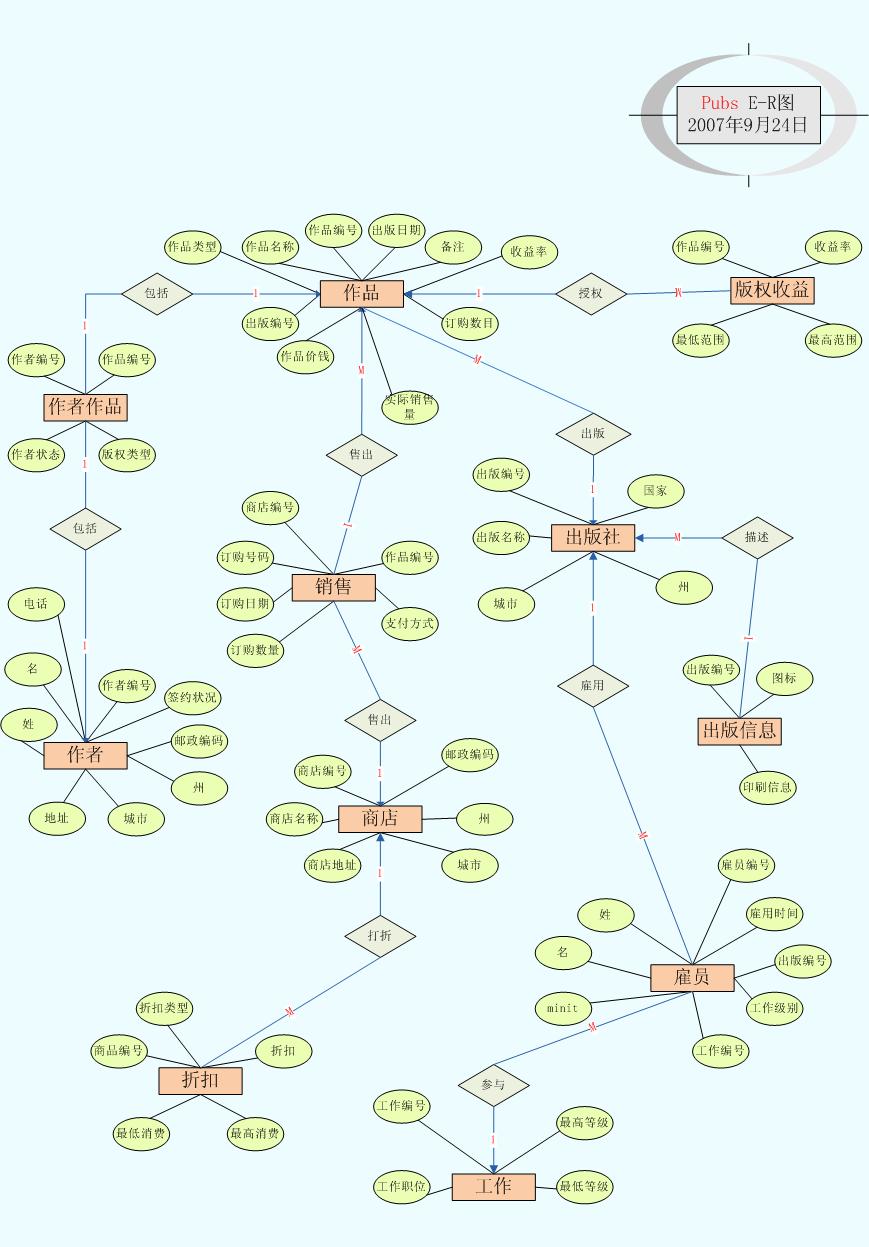 Pubs E-R图
2007年9月24日
作品类型
作品名称
作品编号
出版日期
备注
收益率
作品编号
收益率
包括
1
作品
1
授权
M
版权收益
出版编号
订购数目
1
作品价钱
最低范围
最高范围
作者编号
作品编号
M
M
实际销售
量
作者作品
作者状态
版权类型
1
售出
出版
出版编号
国家
1
商店编号
包括
1
出版名称
出版社
M
描述
订购号码
作品编号
销售
城市
州
电话
订购日期
支付方式
1
1
1
订购数量
M
名
作者编号
签约状况
雇用
出版编号
图标
姓
售出
出版信息
作者
邮政编码
商店编号
邮政编码
1
州
印刷信息
地址
城市
商店名称
商店
州
M
商店地址
城市
1
雇员编号
姓
雇用时间
打折
名
出版编号
雇员
折扣类型
M
minit
工作级别
M
商品编号
折扣
工作编号
折扣
参与
工作编号
最高等级
最低消费
最高消费
1
工作职位
工作
最低等级